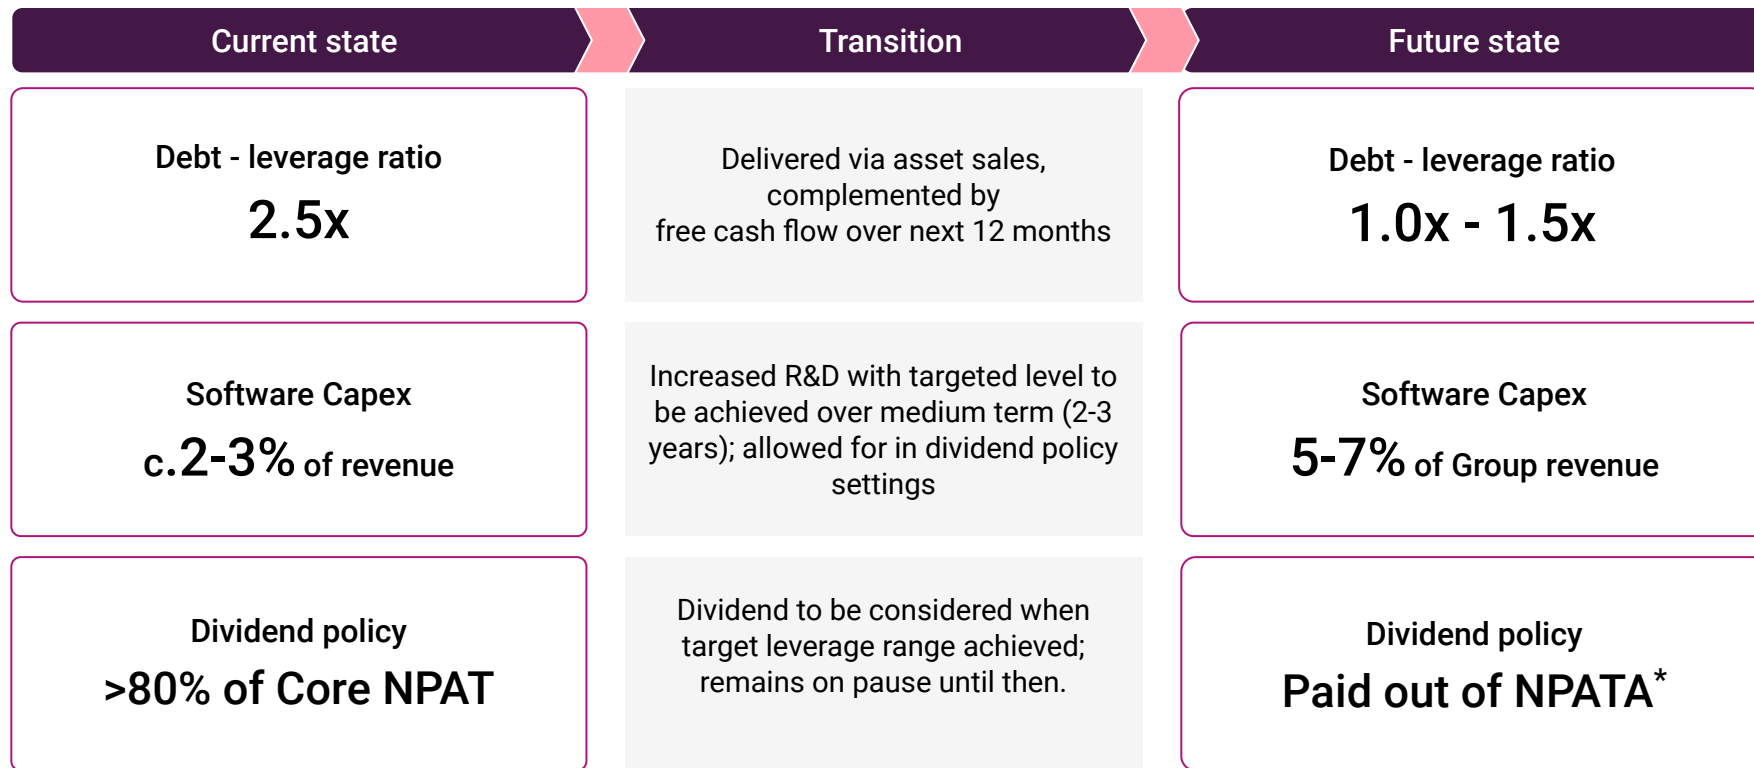 Current state
Transition
Future state
Debt - leverage ratio
2.5x
Delivered via asset sales,
complemented by
free cash flow over next 12 months
Debt - leverage ratio
1.0x - 1.5x
Software Capex
c.2-3% of revenue
Increased R&D with targeted level to
be achieved over medium term (2-3
years); allowed for in dividend policy
settings
Software Capex
5-7% of Group revenue
Dividend policy
>80% of Core NPAT
Dividend to be considered when
target leverage range achieved;
remains on pause until then.
Dividend policy
Paid out of NPATA*